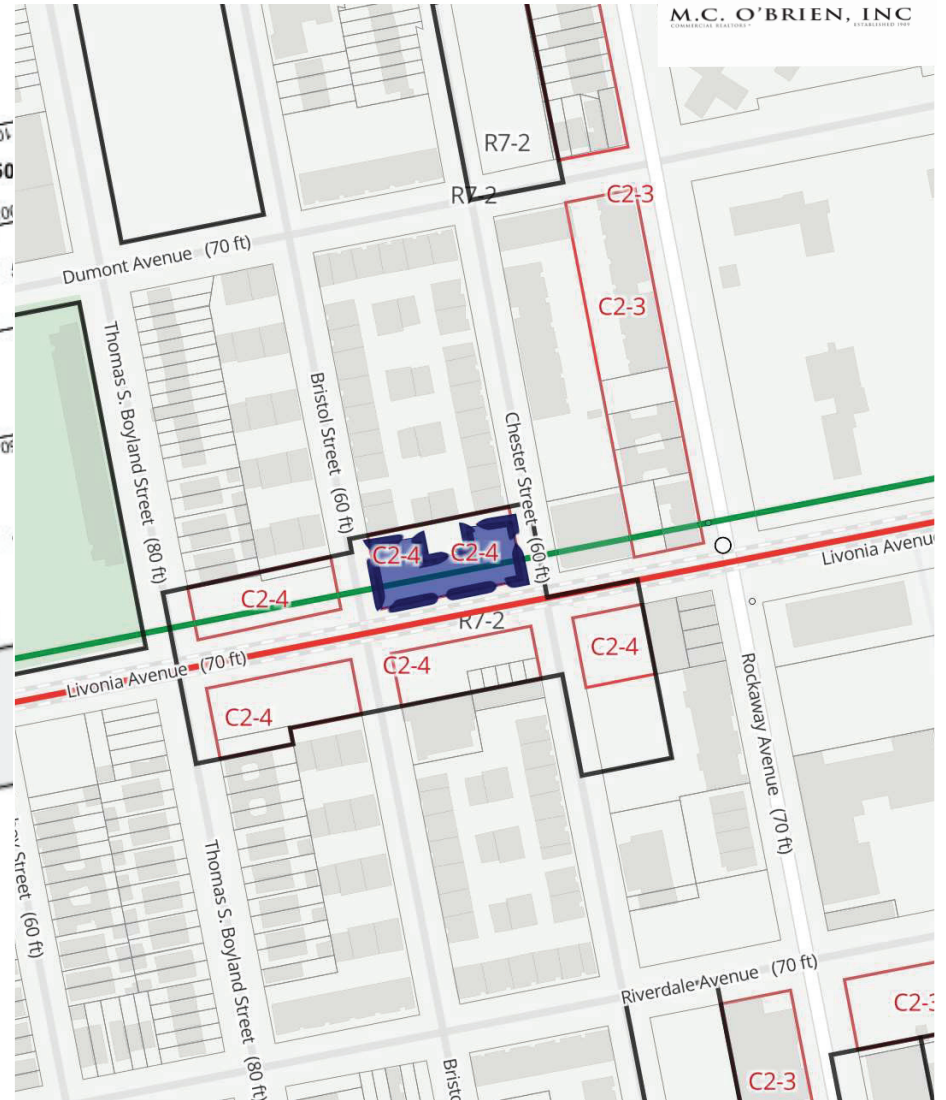 M.C. O'BRIEN, INC
COMMERCIAL REALTORS • ESTABLISHED 1905
R7-2
R7-2
C2-3
Dumont Avenue (70 ft)
C2-3
Thomas S. Boyland Street (80 ft)
Bristol Street (60 ft)
Chester Street (60 ft)
C2-4
C2-4
C2-4
R7-2
Livonia Avenu
C2-4
C2-4
Livonia Avenue (70 ft)
C2-4
Rockaway Avenue (70 ft)
Street (60 ft)
Thomas S. Boyland Street (80 ft)
Riverdale Avenue (70 ft)
C2-3
Bristo
C2-3